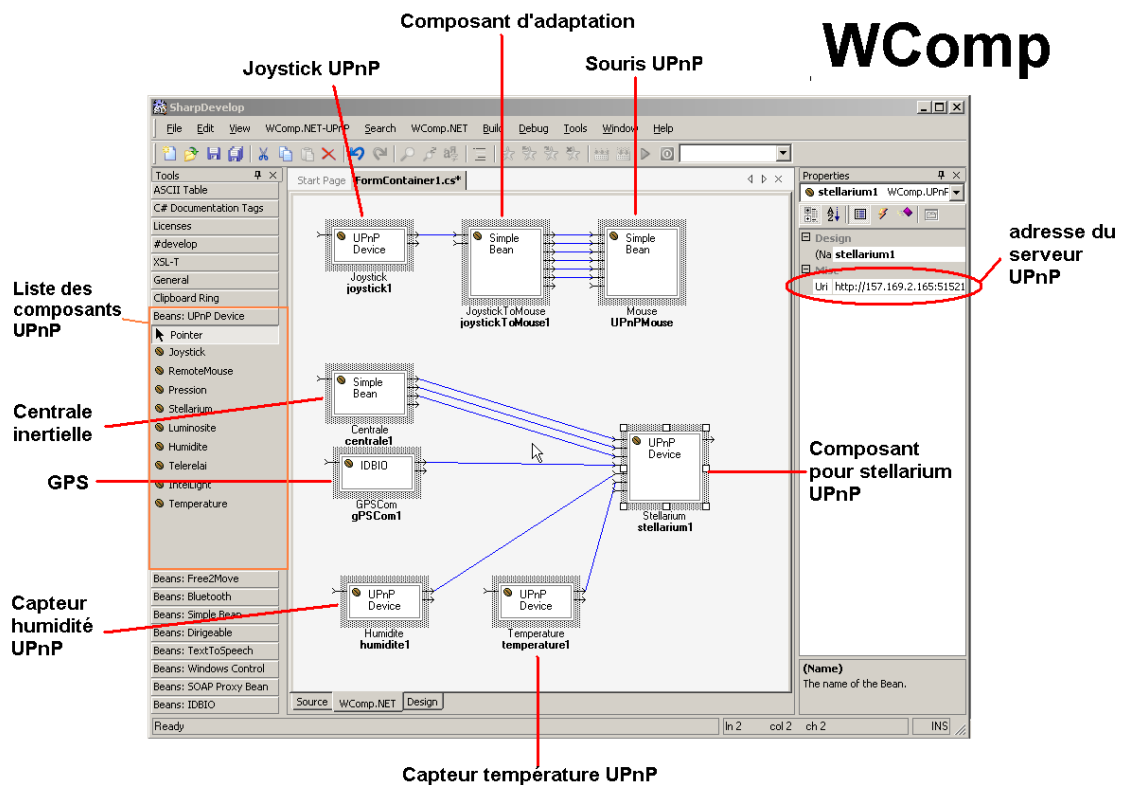 WComp
Composant d'adaptation
Joystick UPnP
Souris UPnP
SharpDevelop
File Edit View WComp.NET-UPnP Search WComp.NET Build Debug Tools Window Help
Tools
ASCII Table
C# Documentation Tags
Licenses
#develop
XSL-T
General
Clipboard Ring
Beans: UPnP Device
Pointer
Joystick
RemoteMouse
Pression
Stellarium
Luminosite
Humidite
Telerelai
IntelLight
Temperature
Beans: Free2Move
Beans: Bluetooth
Beans: Simple Bean
Beans: Dirigeable
Beans: TextToSpeech
Beans: Windows Control
Beans: SOAP Proxy Bean
Beans: IDBIO
Liste des
composants
UPnP
Centrale
inertielle
GPS
Capteur
humidité
UPnP
Start Page FormContainer1.cs*
UPnP
Device
Joystick
joystick1
Simple
Bean
JoystickToMouse
joystickToMouse1
Simple
Bean
Mouse
UPnPMouse
Simple
Bean
Centrale
centrale1
IDBIO
GPSCom
gPSCom1
UPnP
Device
Stellarium
stellarium1
UPnP
Device
Humidite
humidite1
UPnP
Device
Temperature
temperature1
Source WComp.NET Design
Properties
stellarium1 WComp.UPnF
Design
(Na stellarium1
Misc
Uri http://157.169.2.165:51521
(Name)
The name of the Bean.
adresse du
serveur
UPnP
Composant
pour stellarium
UPnP
Ready ln 2 col 2 ch 2 INS
Capteur température UPnP